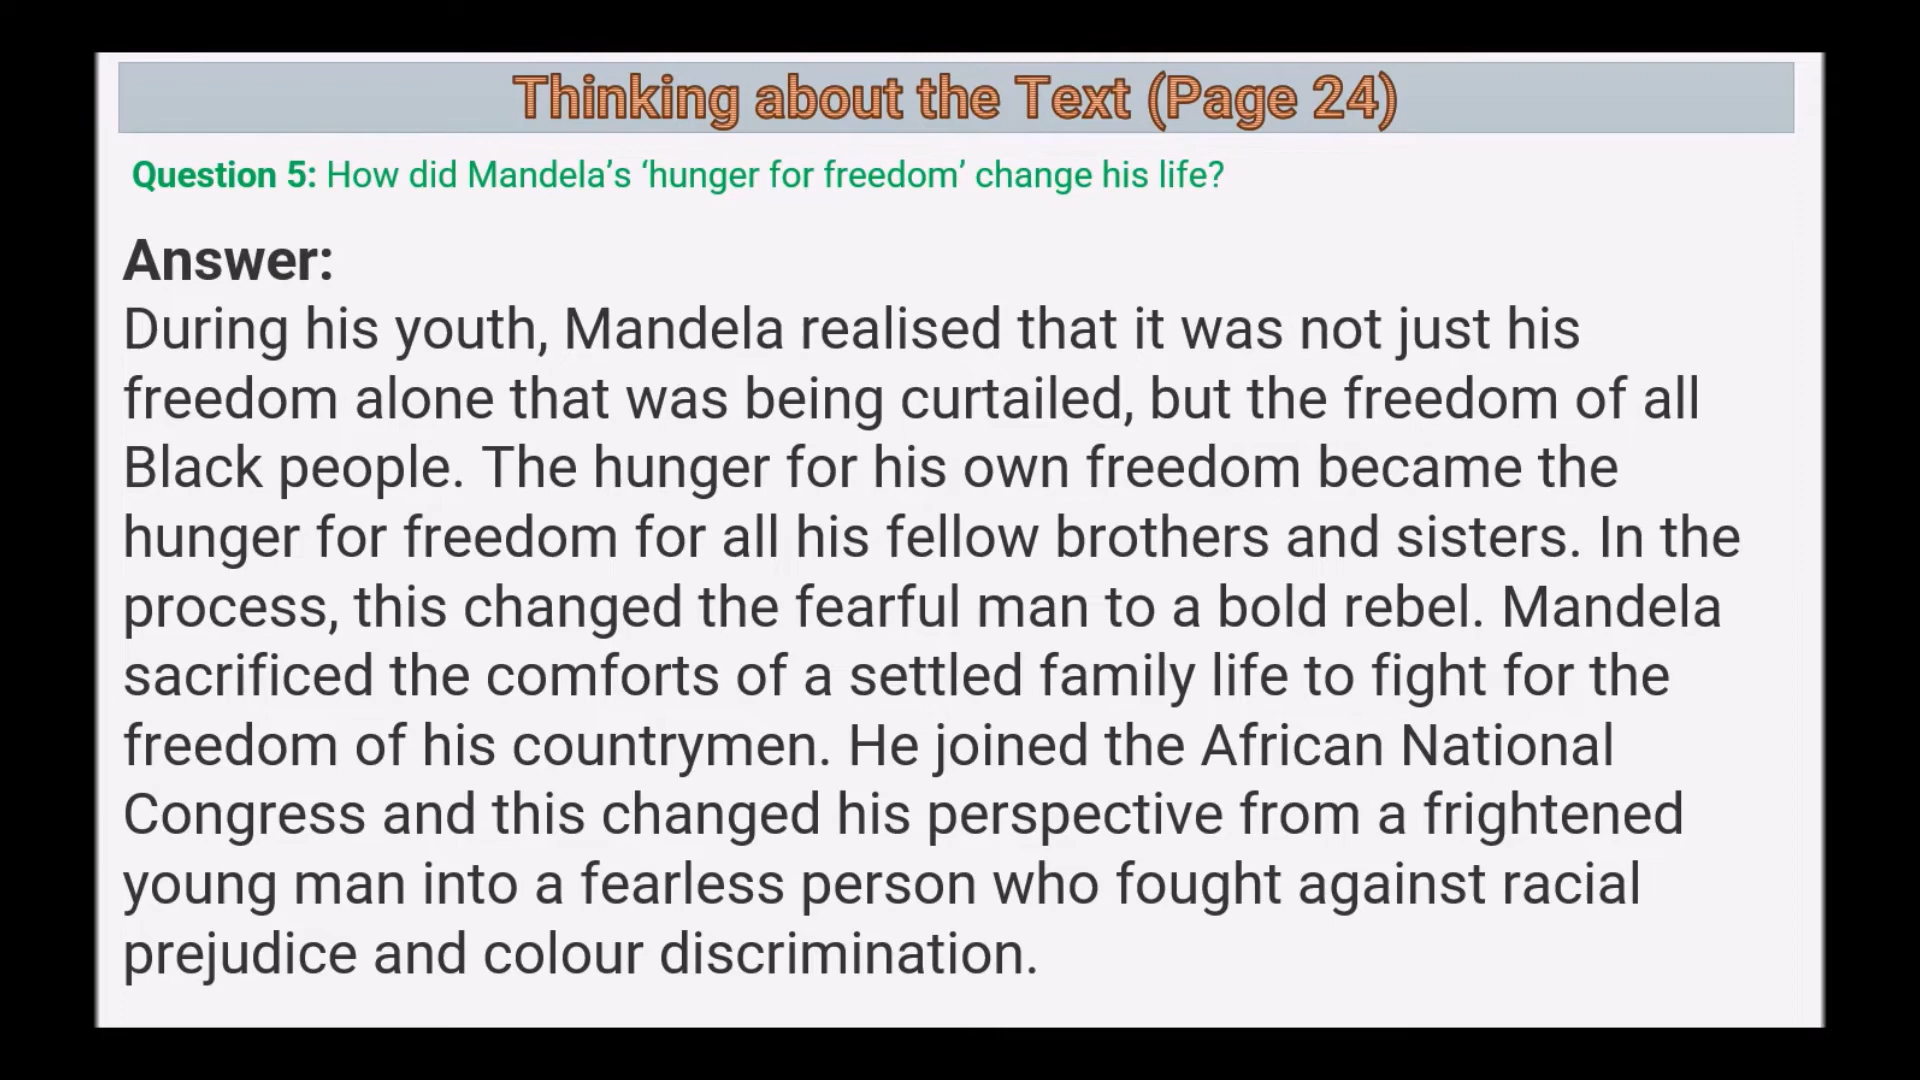 Thinking about the Text (Page 24)
Question 5: How did Mandela’s ‘hunger for freedom’ change his life?
Answer:
During his youth, Mandela realised that it was not just his
freedom alone that was being curtailed, but the freedom of all
Black people. The hunger for his own freedom became the
hunger for freedom for all his fellow brothers and sisters. In the
process, this changed the fearful man to a bold rebel. Mandela
sacrificed the comforts of a settled family life to fight for the
freedom of his countrymen. He joined the African National
Congress and this changed his perspective from a frightened
young man into a fearless person who fought against racial
prejudice and colour discrimination.